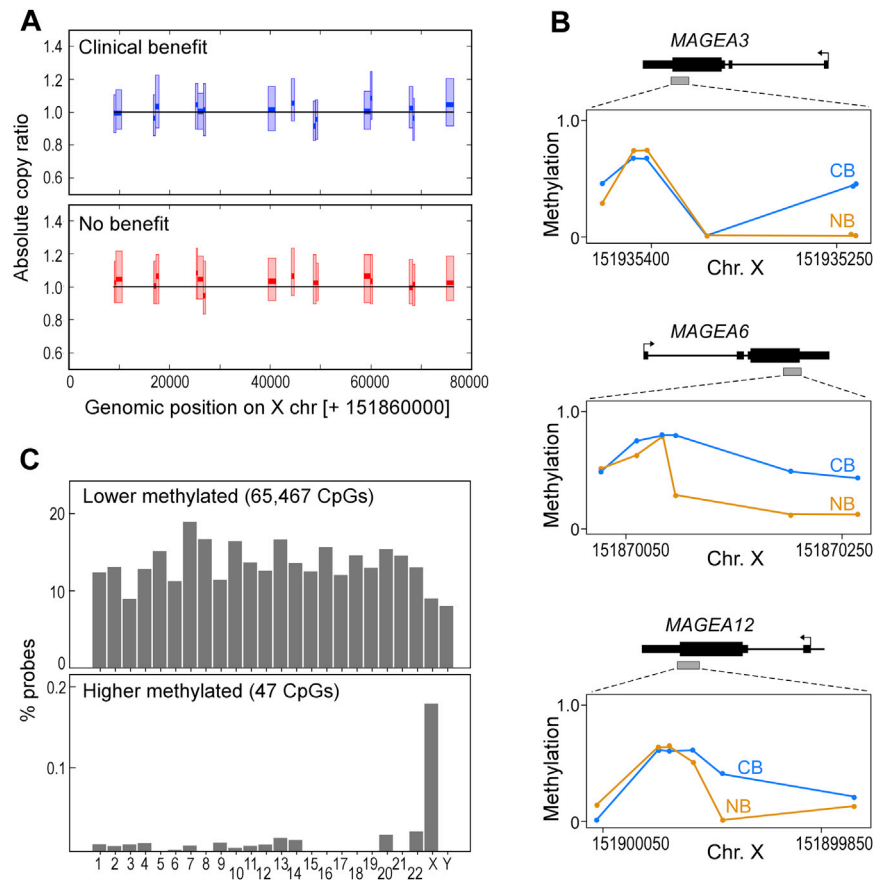 A
Clinical benefit
1.4
1.2
1.0
0.8
0.6
Absolute copy ratio
No benefit
1.4
1.2
1.0
0.8
0.6
0 20000 40000 60000 80000
Genomic position on X chr [+ 151860000]
B
MAGEA3
1.0
Methylation
CB
NB
0
151935400 151935250
Chr. X
MAGEA6
1.0
Methylation
CB
NB
0
151870050 151870250
Chr. X
MAGEA12
1.0
Methylation
CB
NB
0
151900050 151899850
Chr. X
C
Lower methylated (65,467 CpGs)
20
10
0
% probes
Higher methylated (47 CpGs)
0.2
0.1
1 2 3 4 5 6 7 8 9 10 11 12 13 14 15 16 17 18 19 20 21 22 X Y